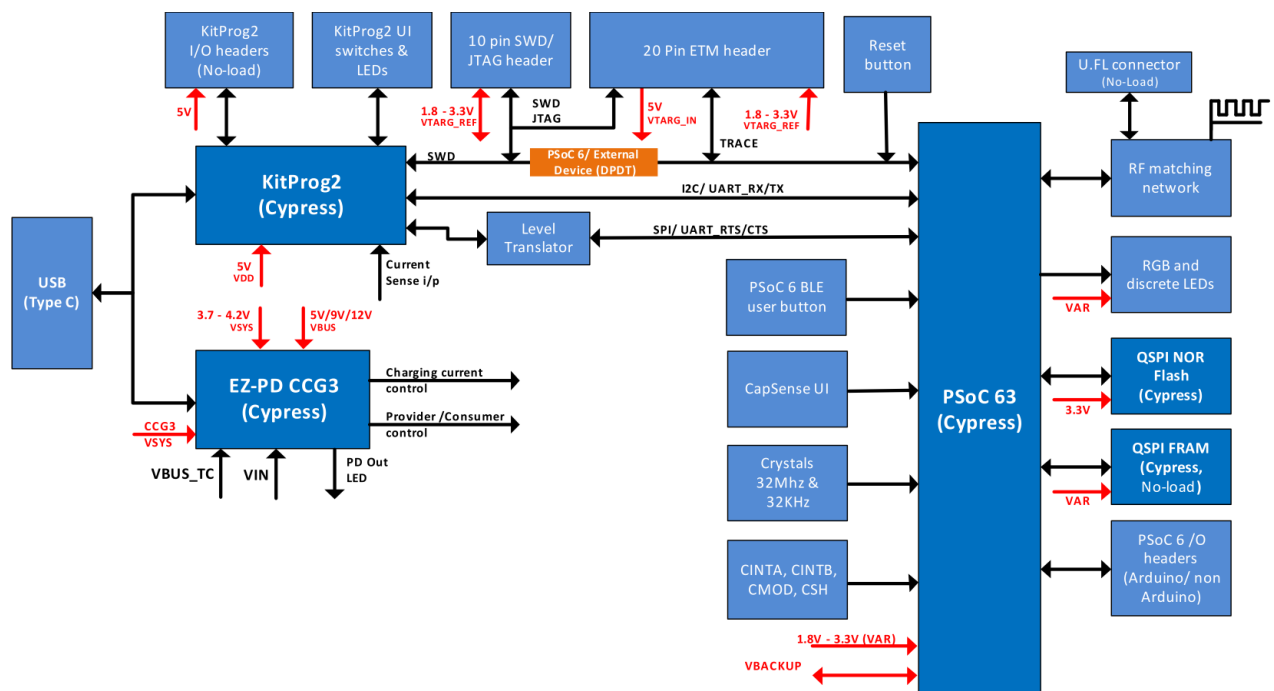 KitProg2
I/O headers
(No-load)
KitProg2 UI
switches &
LEDs
10 pin SWD/
JTAG header
20 Pin ETM header
Reset
button
U.FL connector
(No-Load)
5V
1.8 - 3.3V
VTARG_REF
SWD
JTAG
5V
VTARG_IN
1.8 - 3.3V
VTARG_REF
TRACE
SWD
PSoC 6/ External
Device (DPDT)
KitProg2
(Cypress)
I2C/ UART_RX/TX
RF matching
network
Level
Translator
SPI/ UART_RTS/CTS
USB
(Type C)
5V
VDD
Current
Sense i/p
PSoC 6 BLE
user button
RGB and
discrete LEDs
VAR
3.7 - 4.2V
VSYS
5V/9V/12V
VBUS
EZ-PD CCG3
(Cypress)
Charging current
control
Provider /Consumer
control
CCG3
VSYS
VBUS_TC
VIN
PD Out
LED
CapSense UI
PSoC 63
(Cypress)
QSPI NOR
Flash
(Cypress)
3.3V
QSPI FRAM
(Cypress,
No-load)
VAR
Crystals
32Mhz &
32KHz
CINTA, CINTB,
CMOD, CSH
PSoC 6 /O
headers
(Arduino/ non
Arduino)
1.8V - 3.3V (VAR)
VBACKUP